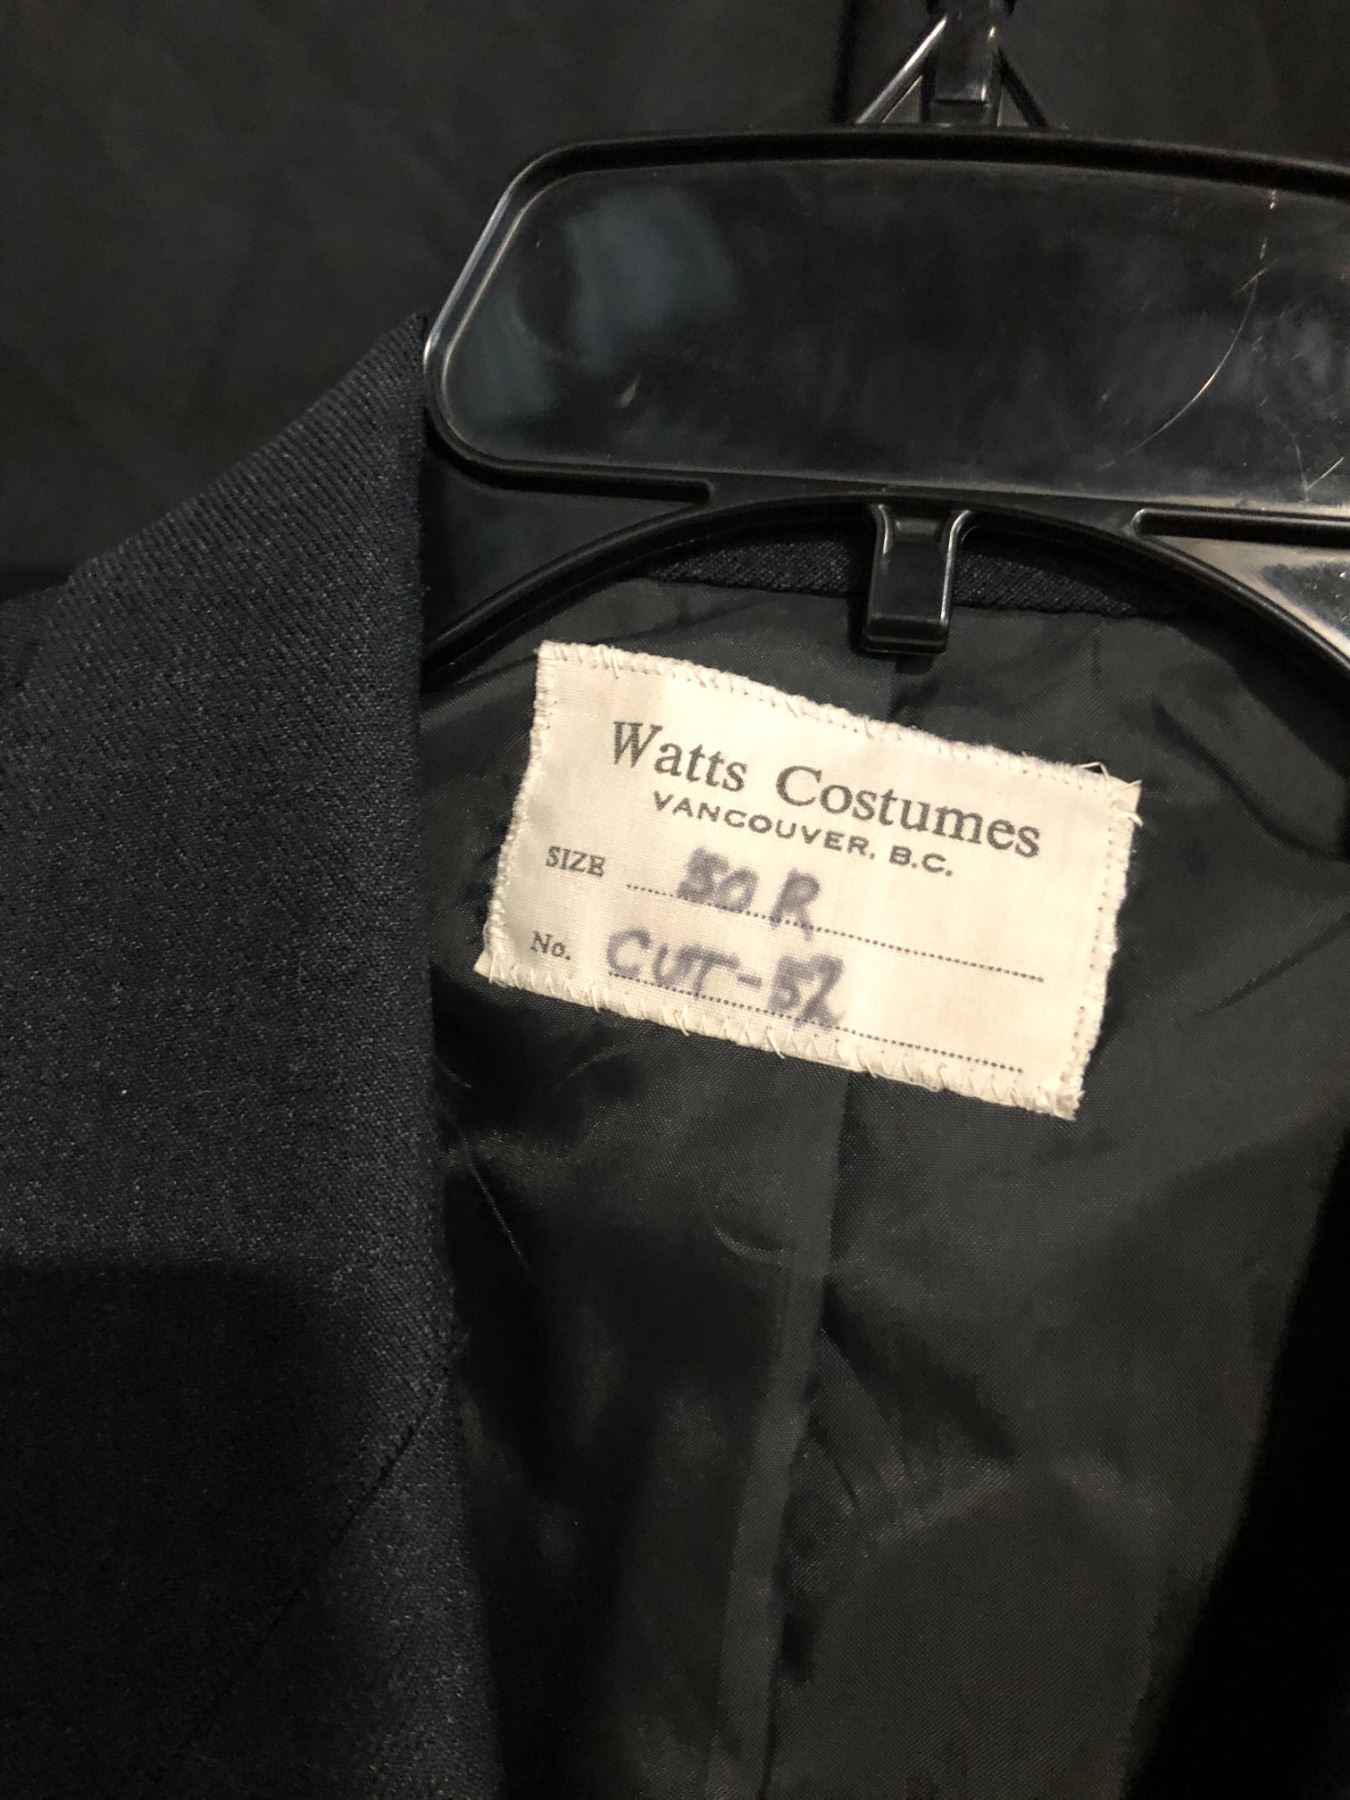 Watts Costumes
VANCOUVER, B.C.
SIZE 50 R
No. CUT-52